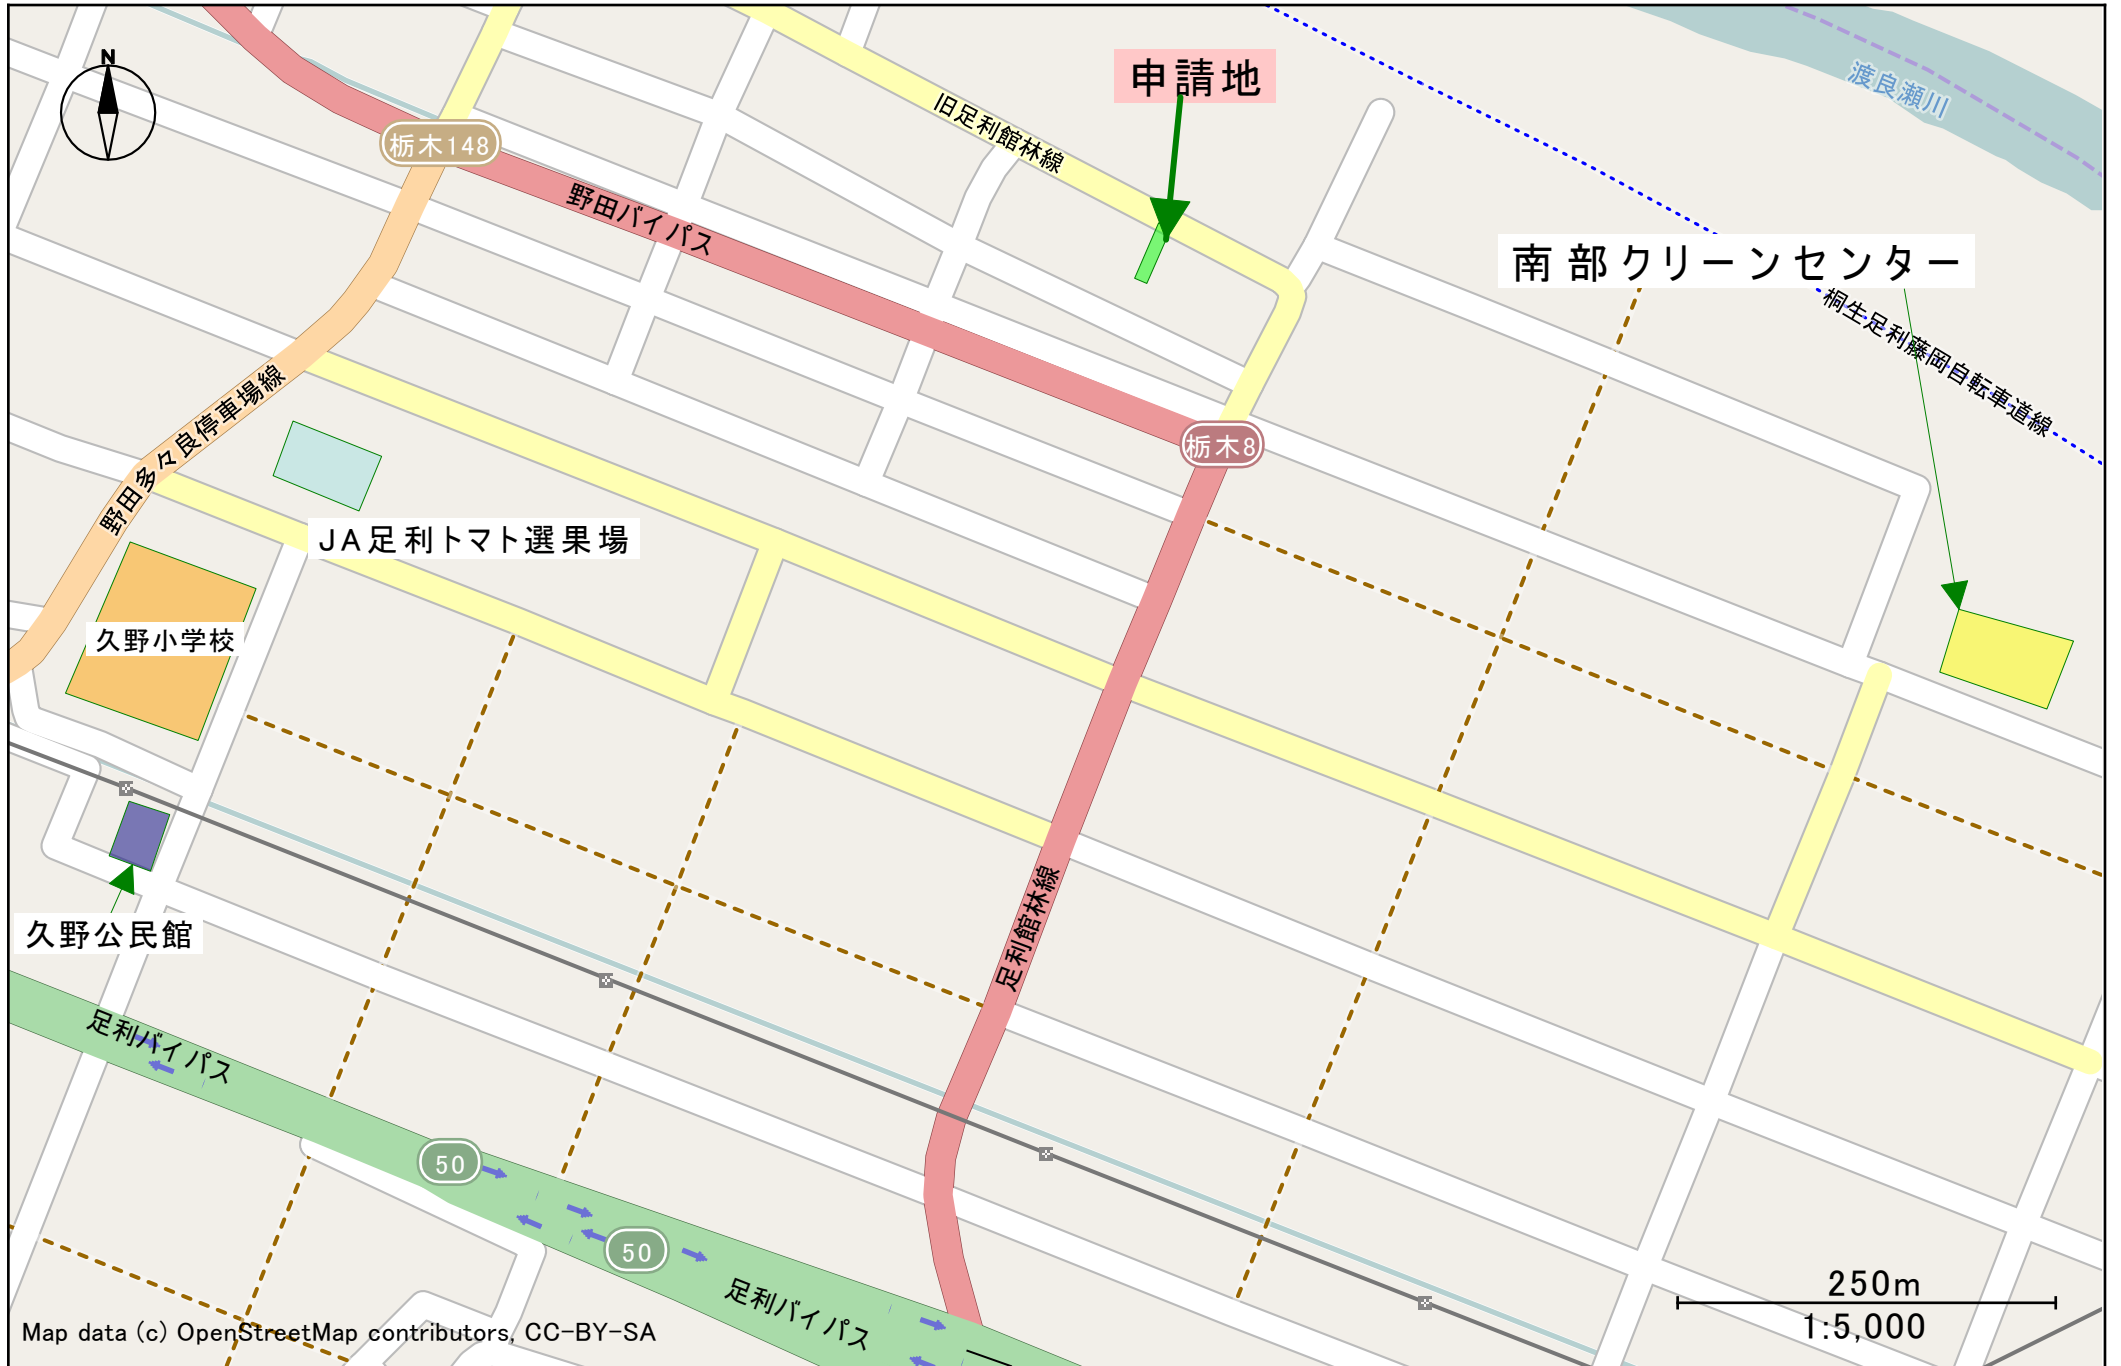 N
渡良瀬川
申請地
旧足利館林線
栃木148
野田バイパス
南部クリーンセンター
桐生足利藤岡自転車道線
野田多々良停車場線
栃木8
JA足利トマト選果場
久野小学校
足利館林線
久野公民館
足利バイパス
50
50
足利バイパス
250m
1:5,000
Map data (c) OpenStreetMap contributors, CC-BY-SA